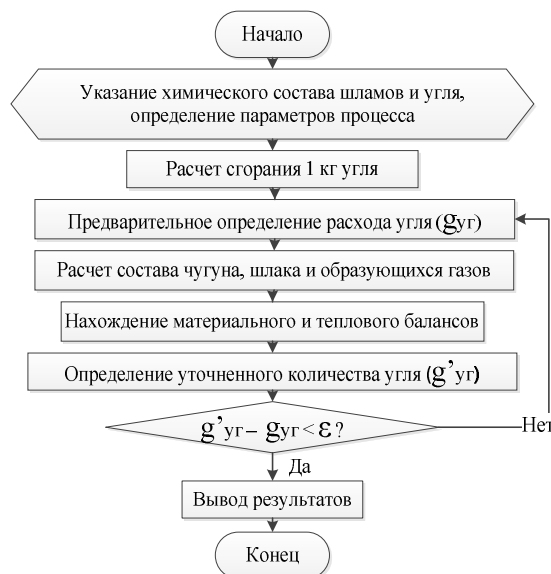 Начало
Указание химического состава шламов и угля,
определение параметров процесса
Расчет сгорания 1 кг угля
Предварительное определение расхода угля (gуг)
Расчет состава чугуна, шлака и образующихся газов
Нахождение материального и теплового балансов
Определение уточненного количества угля (g’уг)
g’уг – gуг < ε ?
Нет
Да
Вывод результатов
Конец